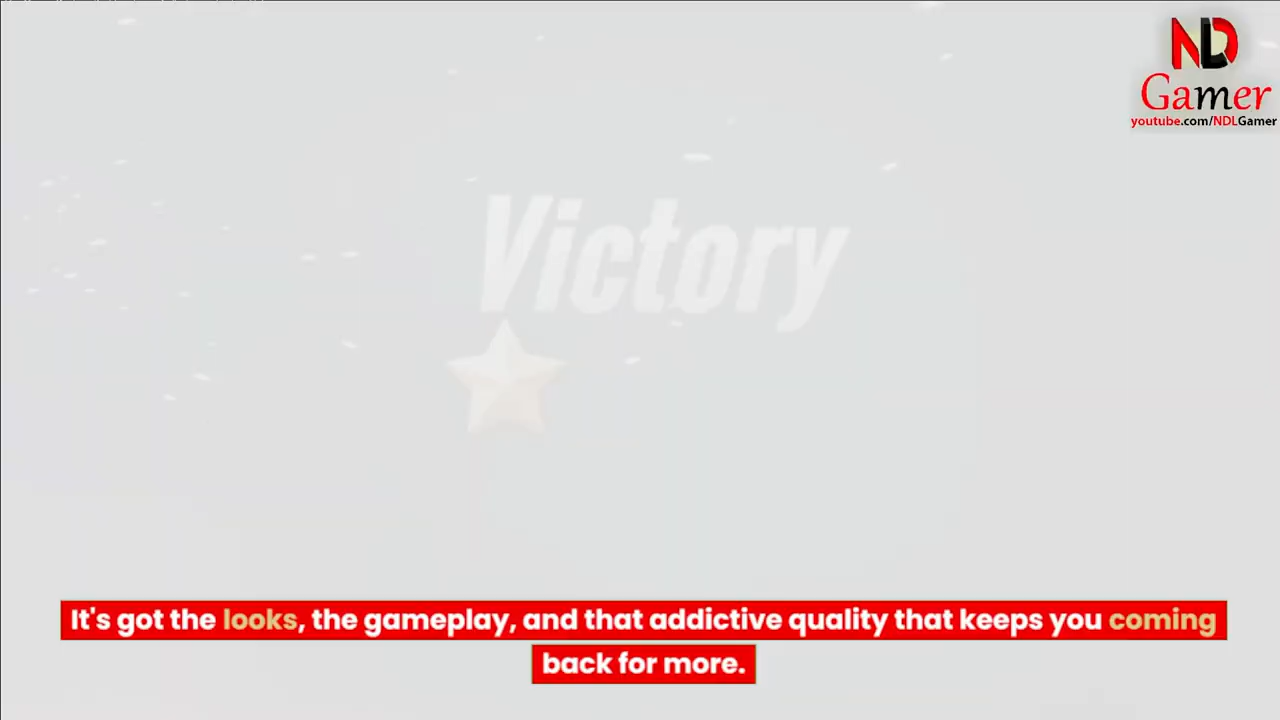 ND
Gamer
youtube.com/NDLGamer
Victory
It's got the looks, the gameplay, and that addictive quality that keeps you coming
back for more.